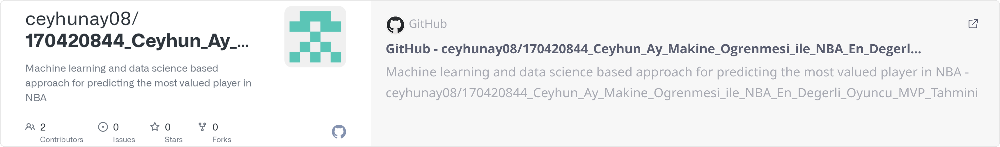 ceyhunay08/
170420844_Ceyhun_Ay_...
Machine learning and data science based
approach for predicting the most valued player in
NBA
2
Contributors
0
Issues
0
Stars
0
Forks
GitHub
GitHub - ceyhunay08/170420844_Ceyhun_Ay_Makine_Ogrenmesi_ile_NBA_En_Degerl...
Machine learning and data science based approach for predicting the most valued player in NBA -
ceyhunay08/170420844_Ceyhun_Ay_Makine_Ogrenmesi_ile_NBA_En_Degerli_Oyuncu_MVP_Tahmini